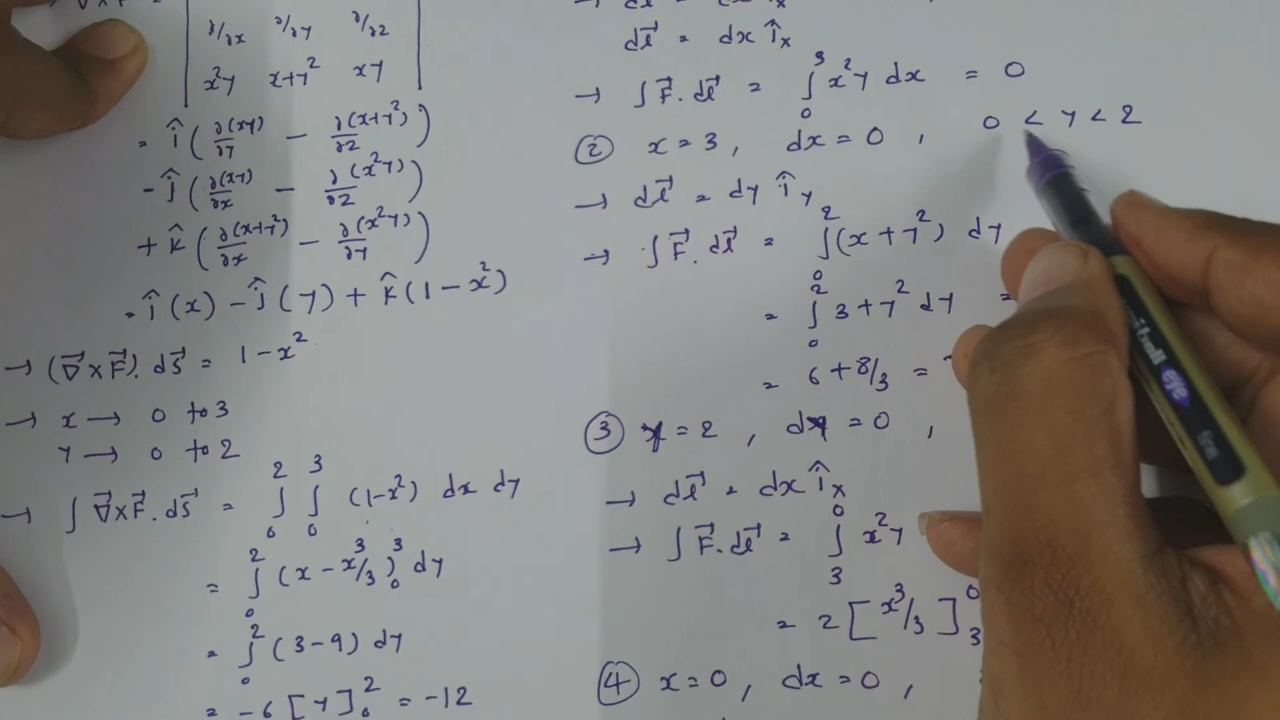 ∂/∂x ∂/∂y ∂/∂z
x²y x+y² xy
= î (∂(xy)/∂y − ∂(x+y²)/∂z)
-ĵ (∂(xy)/∂x − ∂(x²y)/∂z)
+ k̂ (∂(x+y²)/∂x − ∂(x²y)/∂y)
= î(x) − ĵ(y) + k̂(1−x²)
→ (∇⃗×F⃗). ds⃗ = 1−x²
→ x → 0 to 3
y → 0 to 2
→ ∫ ∇⃗×F⃗. ds⃗ = ∫₀² ∫₀³ (1−x²) dx dy
= ∫₀² (x − x³/3)₀³ dy
= ∫₀² (3−9) dy
= −6 [y]₀² = −12
dl⃗ = dx îₓ
→ ∫ F⃗. dl⃗ = ∫₀³ x²y dx = 0
② x = 3, dx = 0, 0 < y < 2
→ dl⃗ = dy î_y
→ ∫ F⃗. dl⃗ = ∫₀² (x + y²) dy
= ∫₀² 3 + y² dy =
= 6 + 8/3 =
③ y = 2, dy = 0,
→ dl⃗ = dx îₓ
→ ∫ F⃗. dl⃗ = ∫₃⁰ x²y
= 2 [x³/3]₃⁰
④ x = 0, dx = 0,
uniball eye
fine